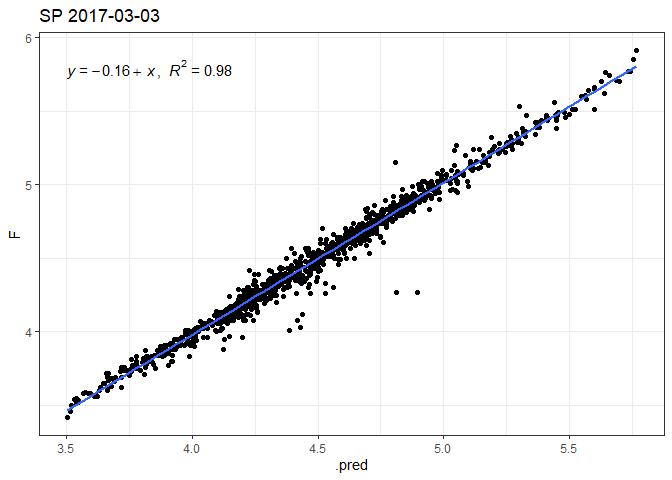 SP 2017-03-03
y = −0.16 + x , R² = 0.98
6
5
4
F
3.5 4.0 4.5 5.0 5.5
.pred